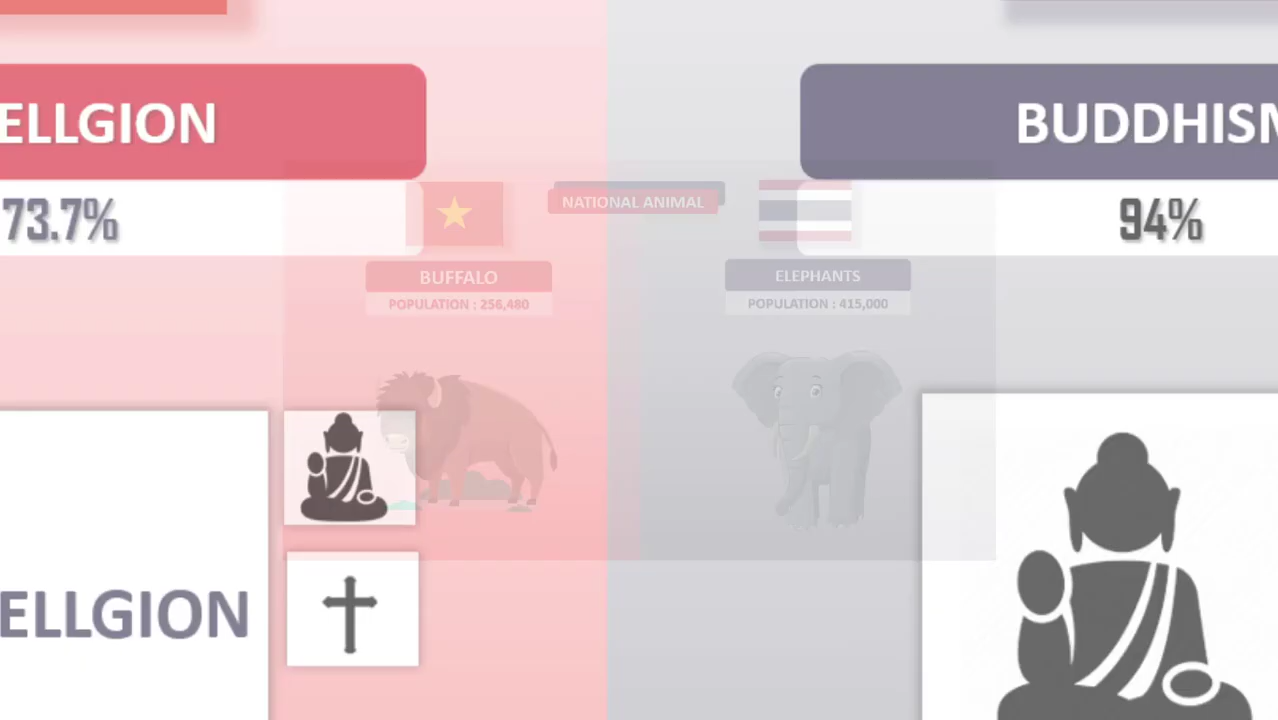 ELLGION
BUDDHISM
73.7%
94%
NATIONAL ANIMAL
BUFFALO
ELEPHANTS
POPULATION : 256,480
POPULATION : 415,000
ELLGION